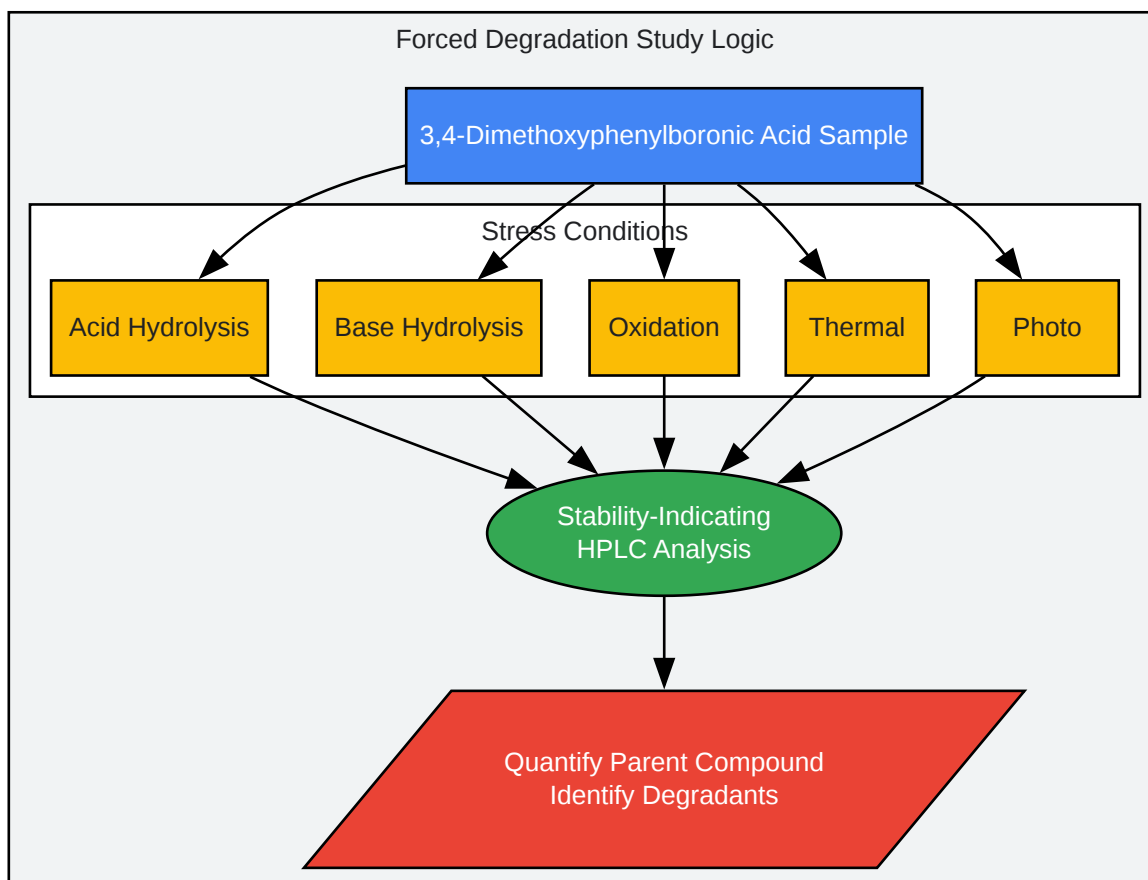 Forced Degradation Study Logic
3,4-Dimethoxyphenylboronic Acid Sample
Stress Conditions
Acid Hydrolysis
Base Hydrolysis
Oxidation
Thermal
Photo
Stability-Indicating
HPLC Analysis
Quantify Parent Compound
Identify Degradants